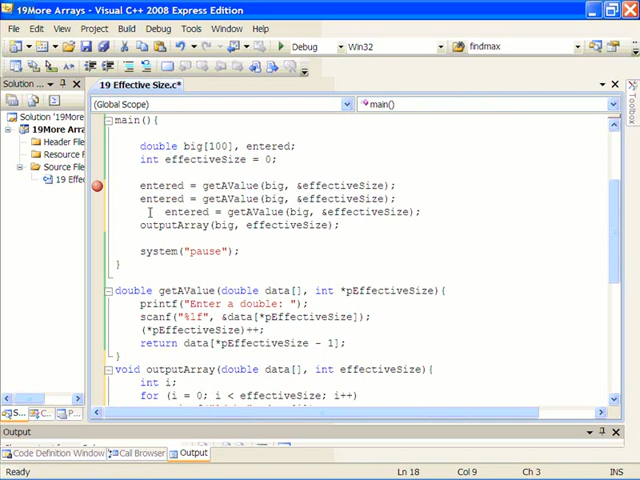 19More Arrays - Visual C++ 2008 Express Edition
File Edit View Project Build Debug Tools Window Help
Debug Win32 findmax
Solution ... 19 Effective Size.c*
(Global Scope) main()
Solution '19More
19More Arra
Header File
Resource F
Source File
19 Effe
main(){
double big[100], entered;
int effectiveSize = 0;
entered = getAValue(big, &effectiveSize);
entered = getAValue(big, &effectiveSize);
entered = getAValue(big, &effectiveSize);
outputArray(big, effectiveSize);
system("pause");
}
double getAValue(double data[], int *pEffectiveSize){
printf("Enter a double: ");
scanf("%lf", &data[*pEffectiveSize]);
(*pEffectiveSize)++;
return data[*pEffectiveSize - 1];
}
void outputArray(double data[], int effectiveSize){
int i;
for (i = 0; i < effectiveSize; i++)
Toolbox
S... C... P...
Output
Code Definition Window Call Browser Output
Ready Ln 18 Col 9 Ch 3 INS